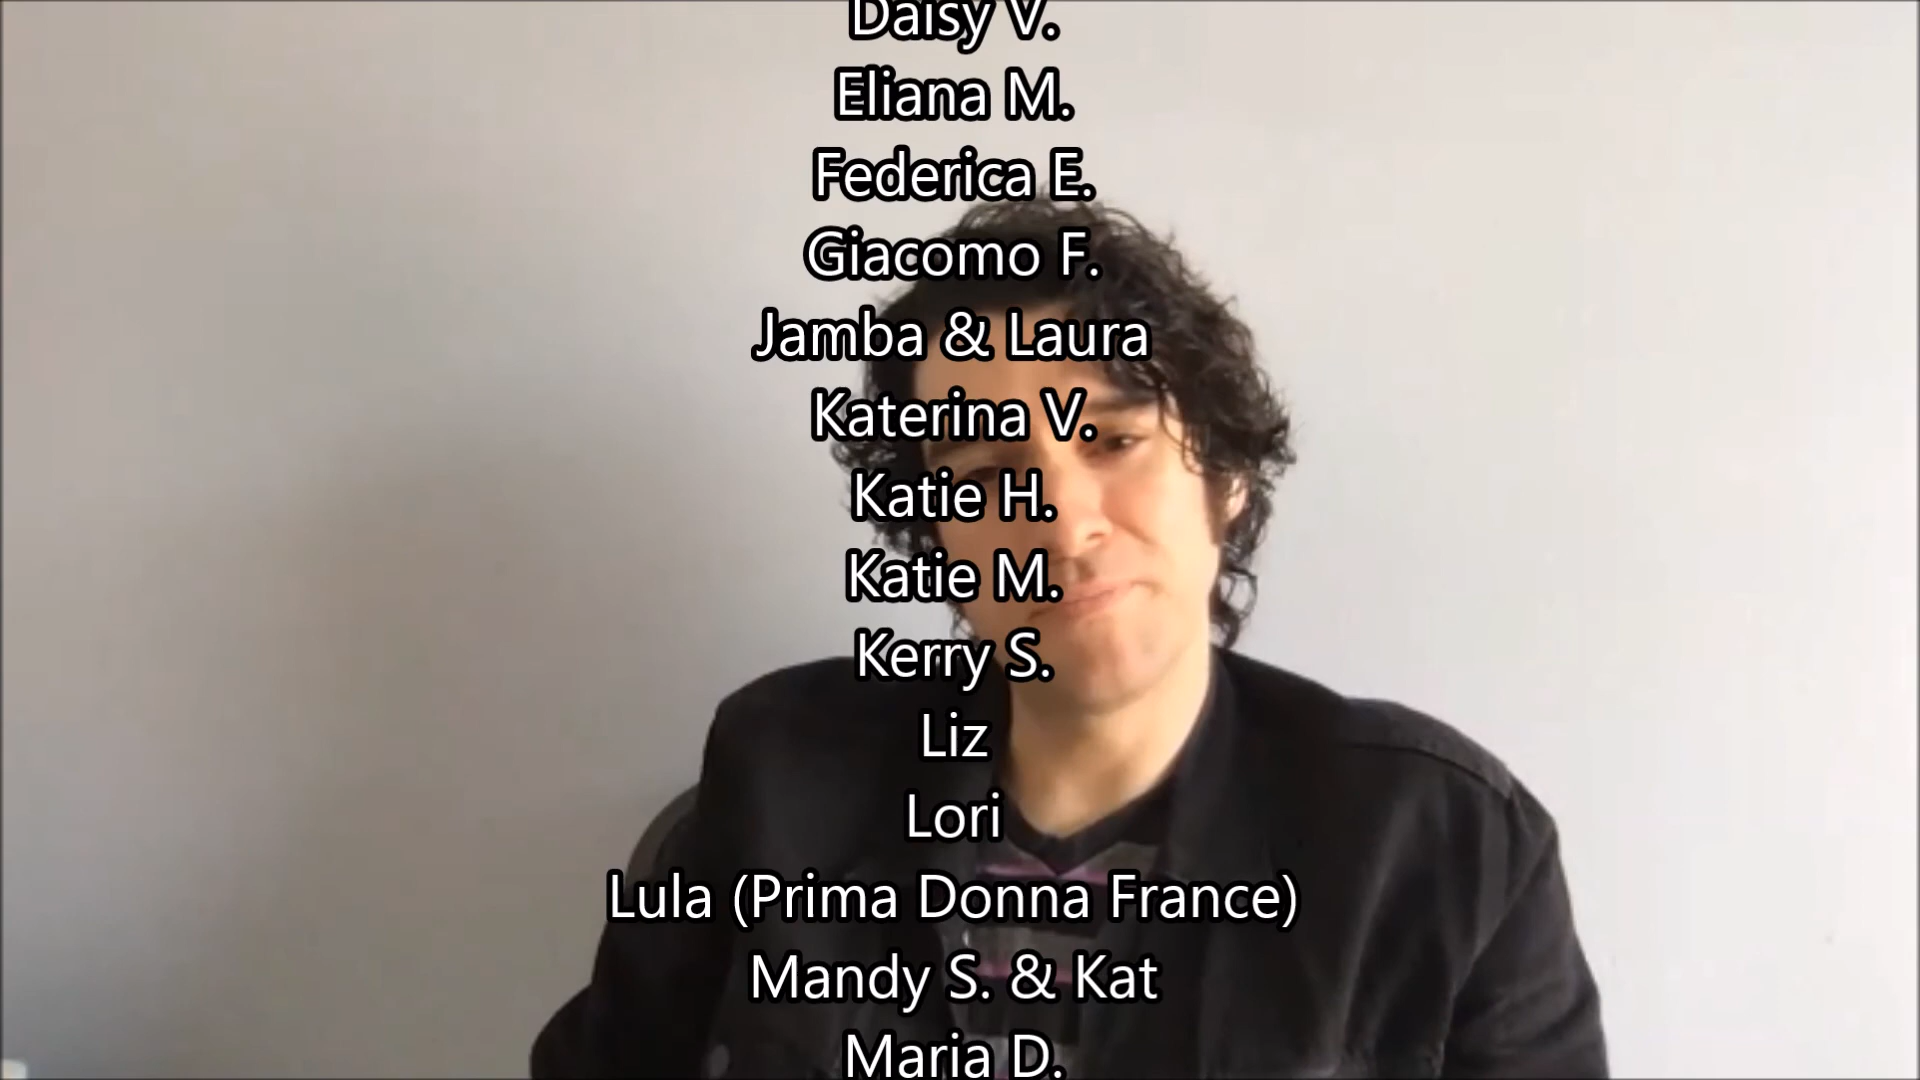 Daisy V.
Eliana M.
Federica E.
Giacomo F.
Jamba & Laura
Katerina V.
Katie H.
Katie M.
Kerry S.
Liz
Lori
Lula (Prima Donna France)
Mandy S. & Kat
Maria D.